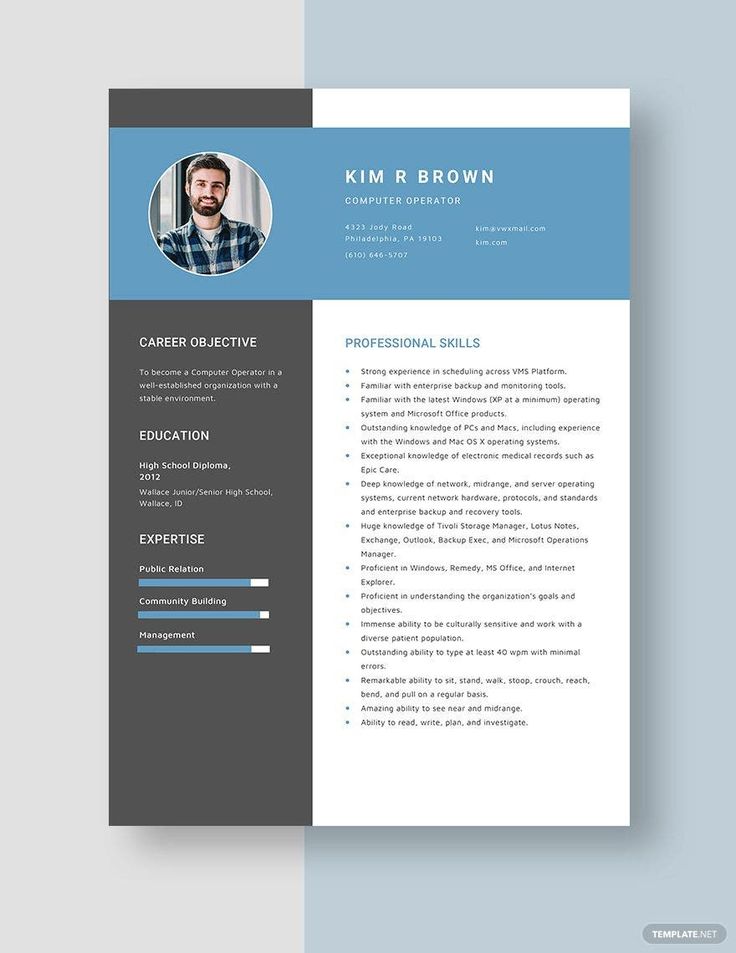 KIM R BROWN
COMPUTER OPERATOR
4323 Jody Road
Philadelphia, PA 19103
(610) 646-5707
kim@vwxmail.com
kim.com
CAREER OBJECTIVE
To become a Computer Operator in a
well-established organization with a
stable environment.
EDUCATION
High School Diploma,
2012
Wallace Junior/Senior High School,
Wallace, ID
EXPERTISE
Public Relation
Community Building
Management
PROFESSIONAL SKILLS
Strong experience in scheduling across VMS Platform.
Familiar with enterprise backup and monitoring tools.
Familiar with the latest Windows (XP at a minimum) operating
system and Microsoft Office products.
Outstanding knowledge of PCs and Macs, including experience
with the Windows and Mac OS X operating systems.
Exceptional knowledge of electronic medical records such as
Epic Care.
Deep knowledge of network, midrange, and server operating
systems, current network hardware, protocols, and standards
and enterprise backup and recovery tools.
Huge knowledge of Tivoli Storage Manager, Lotus Notes,
Exchange, Outlook, Backup Exec, and Microsoft Operations
Manager.
Proficient in Windows, Remedy, MS Office, and Internet
Explorer.
Proficient in understanding the organization's goals and
objectives.
Immense ability to be culturally sensitive and work with a
diverse patient population.
Outstanding ability to type at least 40 wpm with minimal
errors.
Remarkable ability to sit, stand, walk, stoop, crouch, reach,
bend, and pull on a regular basis.
Amazing ability to see near and midrange.
Ability to read, write, plan, and investigate.
TEMPLATE.NET